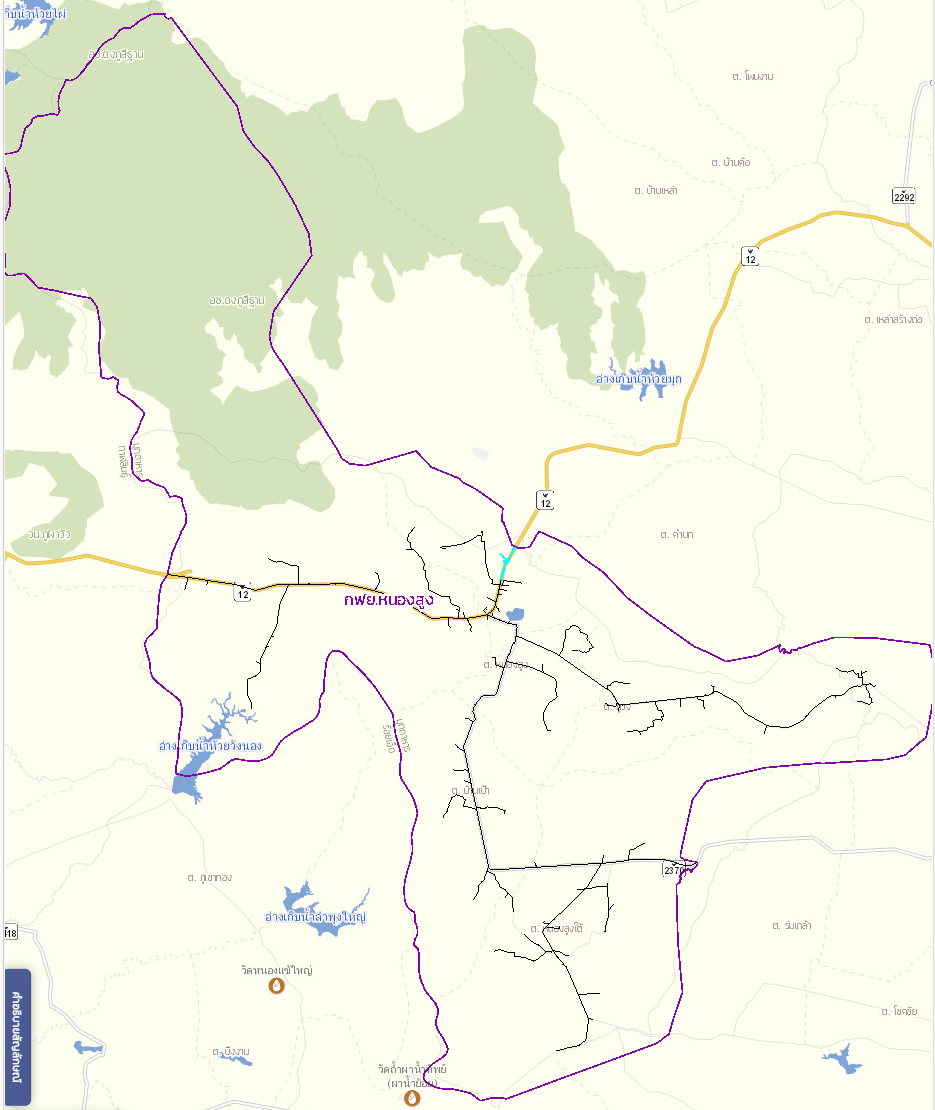 อ่างเก็บน้ำห้วยไผ่
อช.ดงภูสีฐาน
ต. โพนงาม
ต. บ้านค้อ
ต. บ้านเหล่า
2292
12
อช.ดงภูสีฐาน
ต. เหล่าสร้างถ่อ
อ่างเก็บน้ำห้วยมุก
มุกดาหาร
กาฬสินธุ์
12
วน.ภูผาวัว
ต. คำบก
12
กฟย.หนองสูง
ต. หนองสูง
มุกดาหาร
ร้อยเอ็ด
อ่างเก็บน้ำห้วยวังนอง
ต. บ้านเป้า
2370
ต. ภูเขาทอง
อ่างเก็บน้ำลำพุงใหญ่
ต. หนองสูงใต้
ต. ร่มเกล้า
418
วัดหนองแข้ใหญ่
คำอธิบายสัญลักษณ์
ต. โชคชัย
ต. บึงงาม
วัดถ้ำผาน้ำทิพย์
(ผาน้ำย้อย)